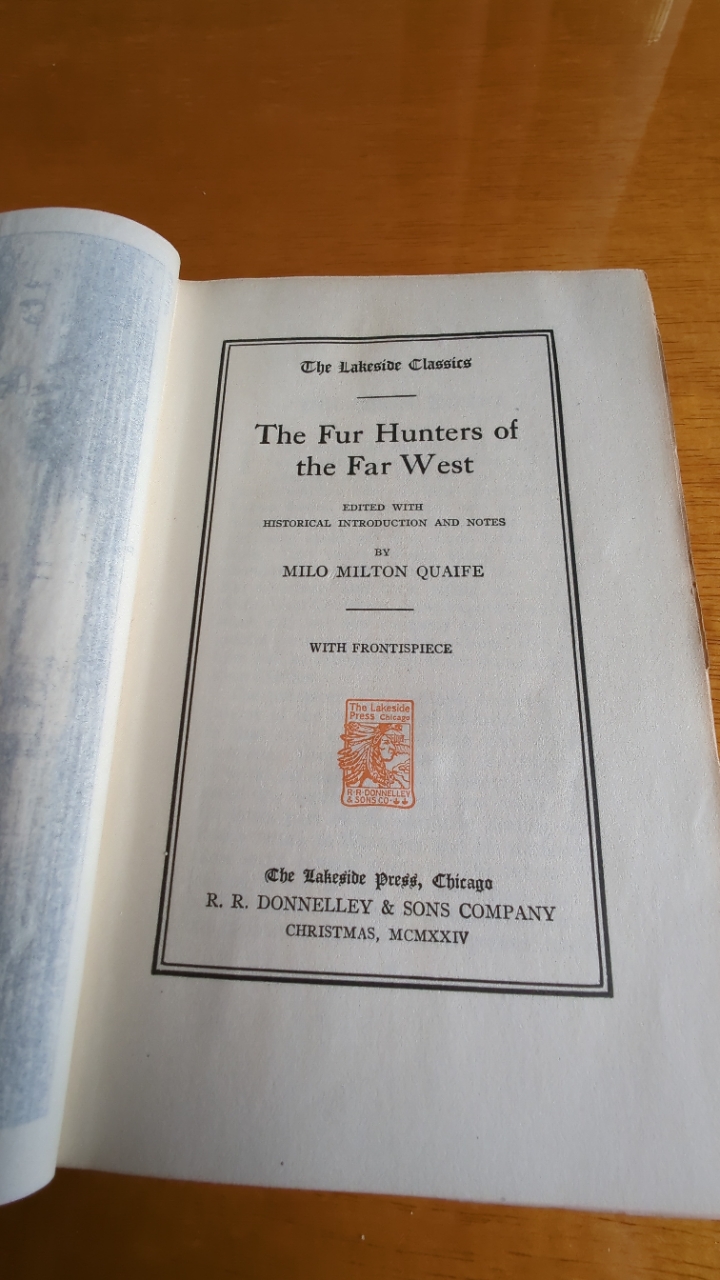 The Lakeside Classics
The Fur Hunters of
the Far West
EDITED WITH
HISTORICAL INTRODUCTION AND NOTES
BY
MILO MILTON QUAIFE
WITH FRONTISPIECE
The Lakeside
Press Chicago
R·R·DONNELLEY
& SONS CO
The Lakeside Press, Chicago
R. R. DONNELLEY & SONS COMPANY
CHRISTMAS, MCMXXIV